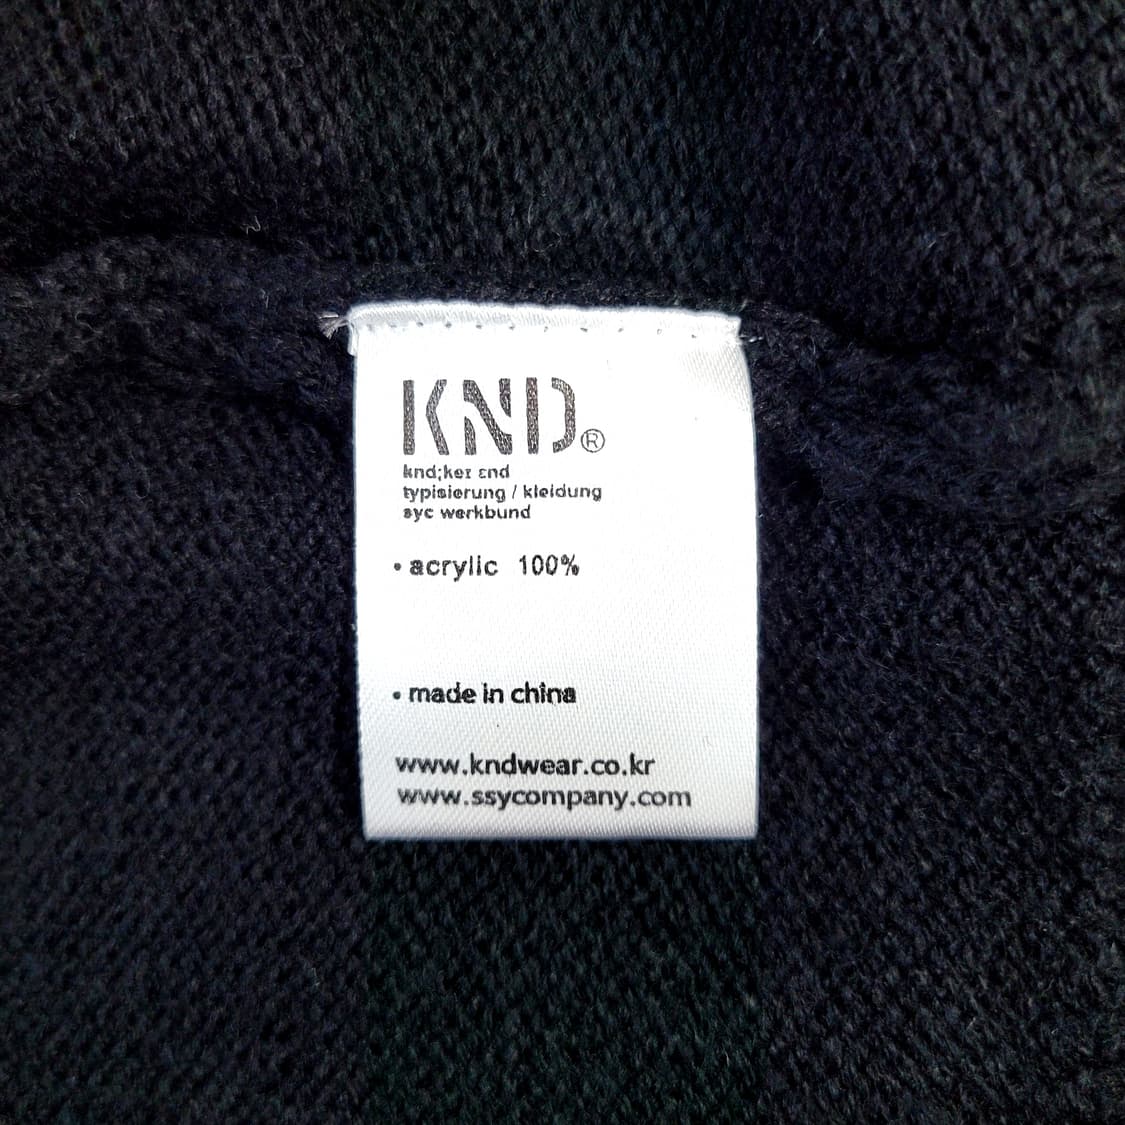 KND®
knd;ker end
typisierung / kleidung
syc werkbund
• acrylic 100%
• made in china
www.kndwear.co.kr
www.ssycompany.com